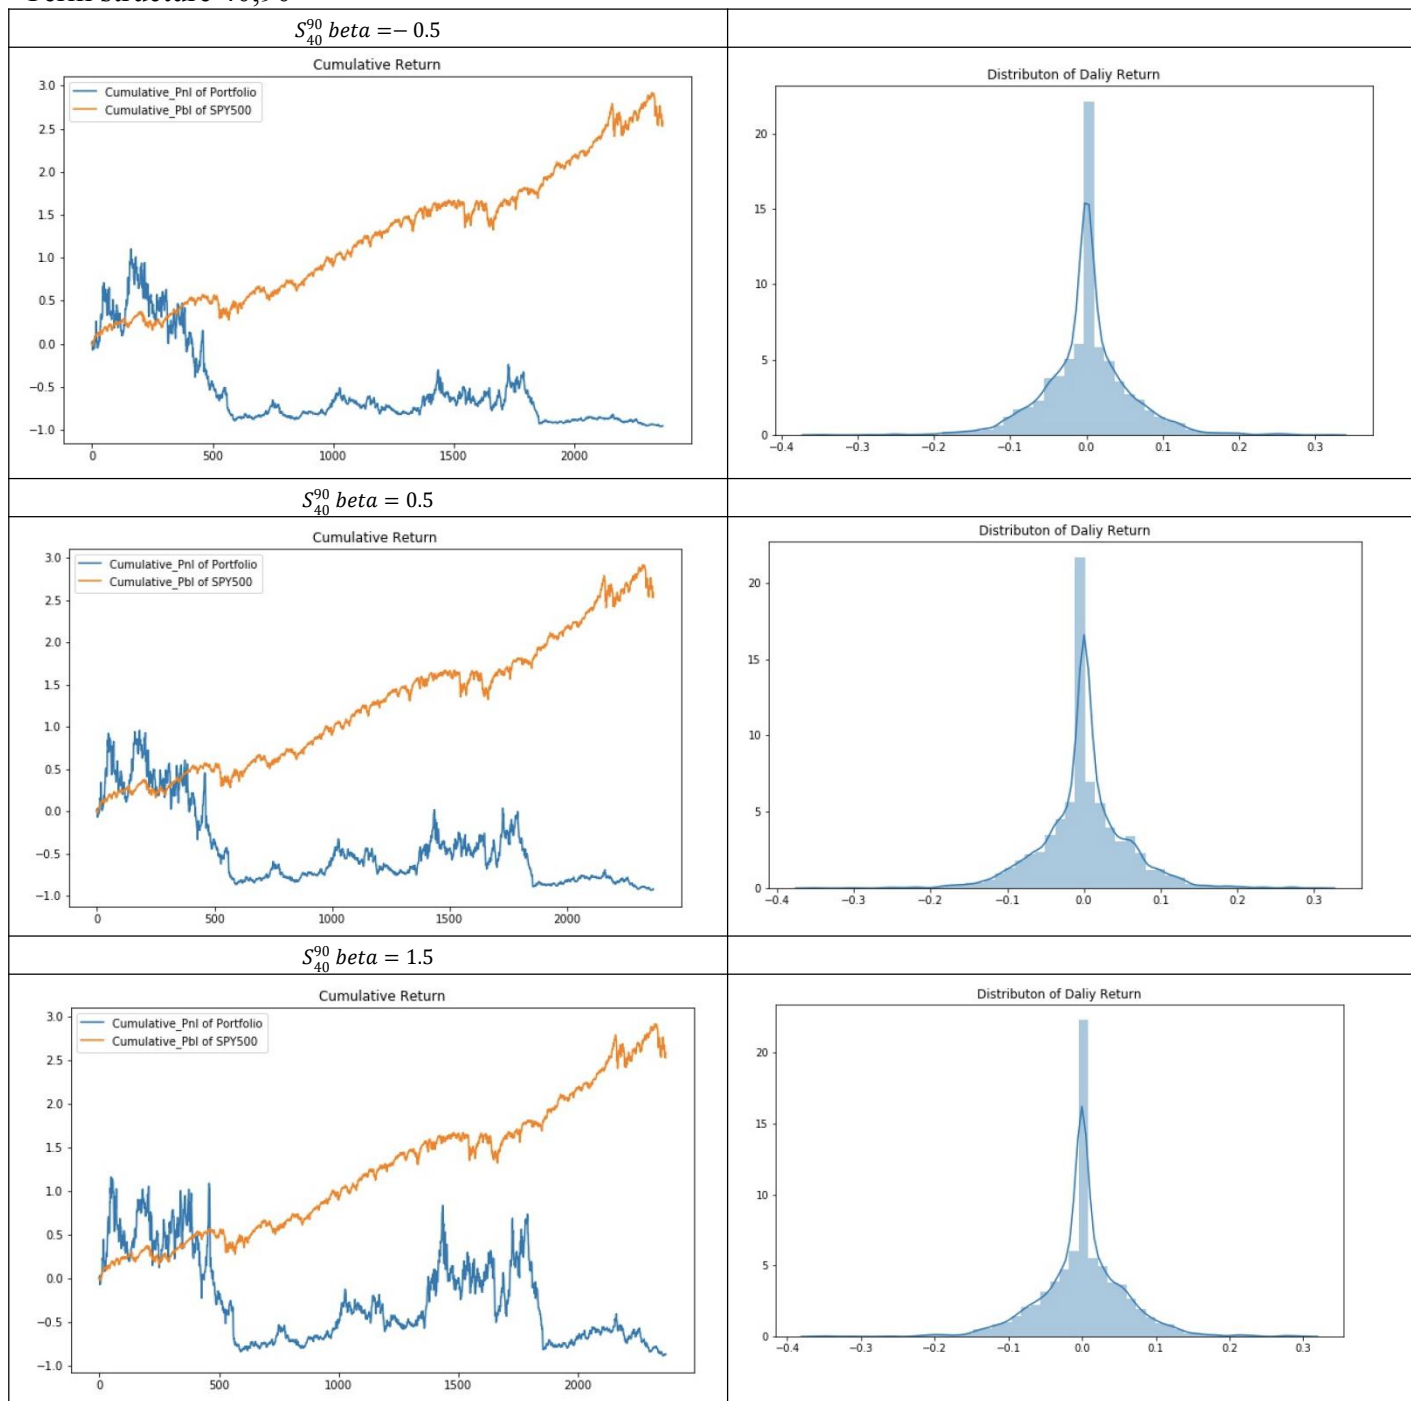 Term structure 40,90
S₄₀⁹⁰ beta =− 0.5
Cumulative Return
Cumulative_Pnl of Portfolio
Cumulative_Pbl of SPY500
3.0
2.5
2.0
1.5
1.0
0.5
0.0
−0.5
−1.0
0 500 1000 1500 2000
Distributon of Daliy Return
20
15
10
5
0
−0.4 −0.3 −0.2 −0.1 0.0 0.1 0.2 0.3
S₄₀⁹⁰ beta = 0.5
Cumulative Return
Cumulative_Pnl of Portfolio
Cumulative_Pbl of SPY500
3.0
2.5
2.0
1.5
1.0
0.5
0.0
−0.5
−1.0
0 500 1000 1500 2000
Distributon of Daliy Return
20
15
10
5
0
−0.4 −0.3 −0.2 −0.1 0.0 0.1 0.2 0.3
S₄₀⁹⁰ beta = 1.5
Cumulative Return
Cumulative_Pnl of Portfolio
Cumulative_Pbl of SPY500
3.0
2.5
2.0
1.5
1.0
0.5
0.0
−0.5
−1.0
0 500 1000 1500 2000
Distributon of Daliy Return
20
15
10
5
0
−0.4 −0.3 −0.2 −0.1 0.0 0.1 0.2 0.3